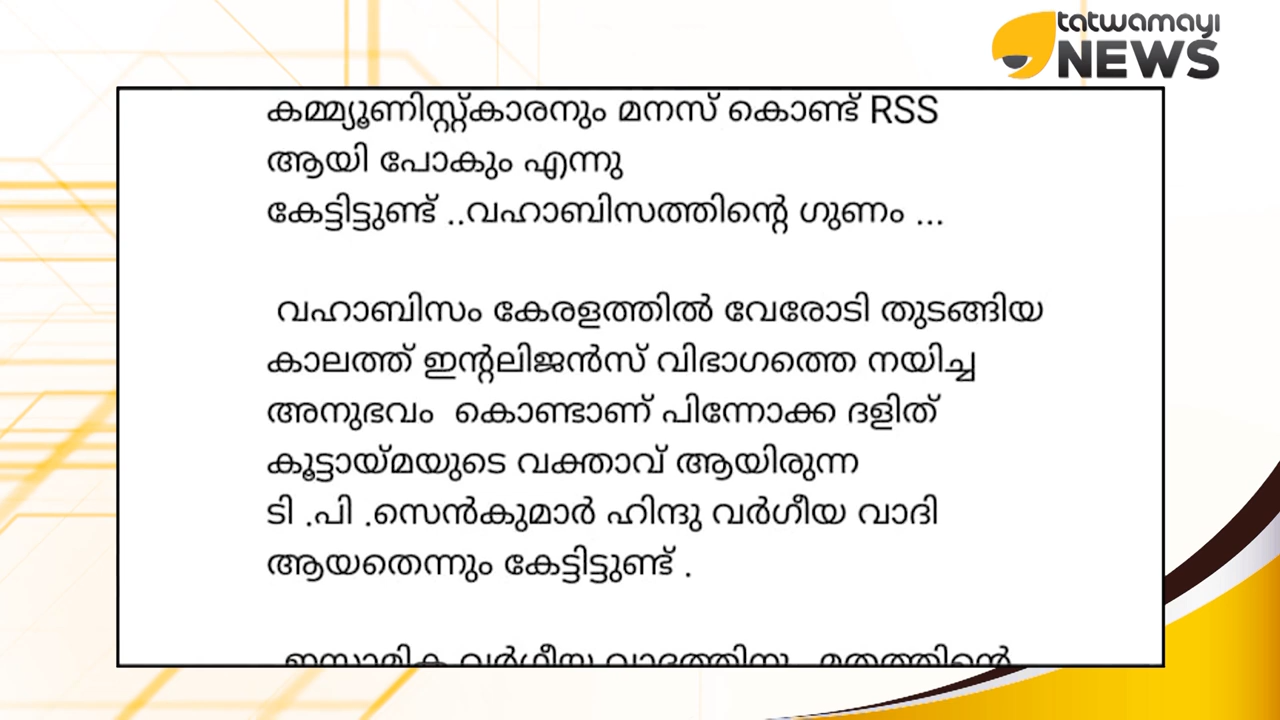 tatwamayi
NEWS
കമ്മ്യൂണിസ്റ്റ്കാരനും മനസ് കൊണ്ട് RSS
ആയി പോകും എന്നു
കേട്ടിട്ടുണ്ട് ..വഹാബിസത്തിന്റെ ഗുണം ...
വഹാബിസം കേരളത്തിൽ വേരോടി തുടങ്ങിയ
കാലത്ത് ഇന്റലിജൻസ് വിഭാഗത്തെ നയിച്ച
അനുഭവം കൊണ്ടാണ് പിന്നോക്ക ദളിത്
കൂട്ടായ്മയുടെ വക്താവ് ആയിരുന്ന
ടി .പി .സെൻകുമാർ ഹിന്ദു വർഗീയ വാദി
ആയതെന്നും കേട്ടിട്ടുണ്ട് .